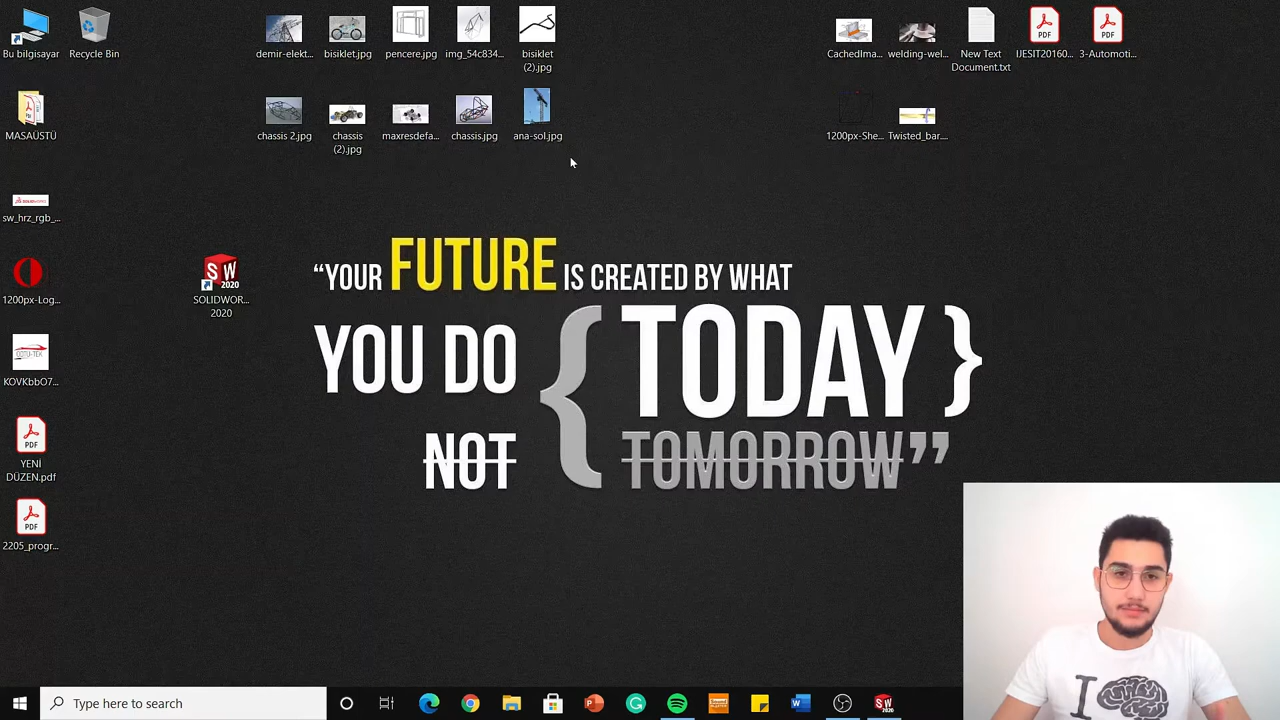 Bu bilgisayar
Recycle Bin
demir-elekt...
bisiklet.jpg
pencere.jpg
img_54c834...
bisiklet
(2).jpg
CachedIma...
welding-wel...
New Text
Document.txt
IJESIT20160...
3-Automoti...
MASAÜSTÜ
chassis 2.jpg
chassis
(2).jpg
maxresdefa...
chassis.jpg
ana-sol.jpg
1200px-She...
Twisted_bar...
sw_hrz_rgb_...
SOLIDWOR...
2020
1200px-Log...
KOVKbbO7...
YENİ
DÜZEN.pdf
2205_progr...
“YOUR FUTURE IS CREATED BY WHAT
YOU DO { TODAY }
NOT TOMORROW”
I
Type here to search